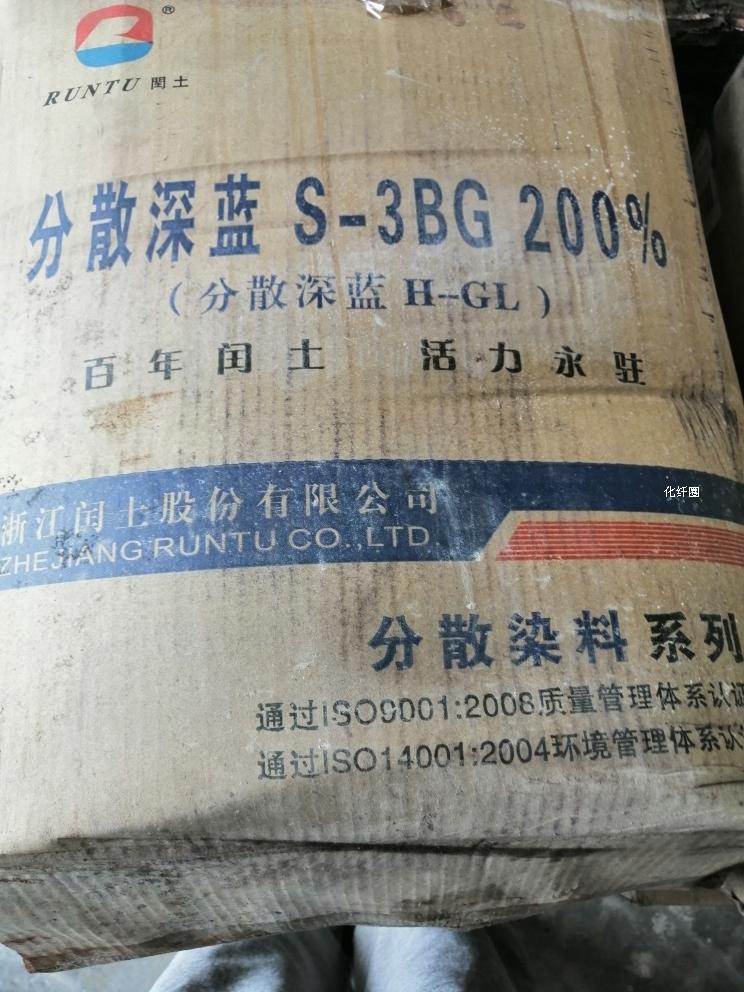 ®
RUNTU 闰土
分散深蓝 S-3BG 200%
(分散深蓝 H-GL)
百年闰土 活力永驻
浙江闰土股份有限公司
ZHEJIANG RUNTU CO.,LTD.
化纤圈
分散染料系列
通过ISO9001:2008质量管理体系认证
通过ISO14001:2004环境管理体系认